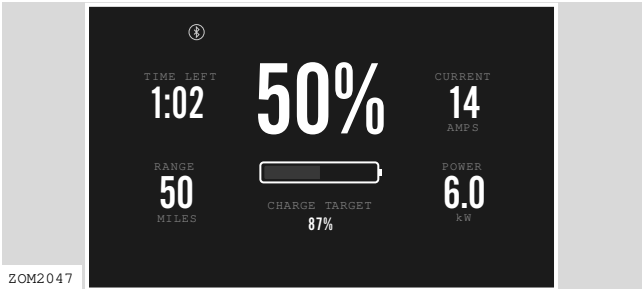 TIME LEFT
1:02
50%
CURRENT
14
AMPS
RANGE
50
MILES
POWER
6.0
kW
CHARGE TARGET
87%
ZOM2047